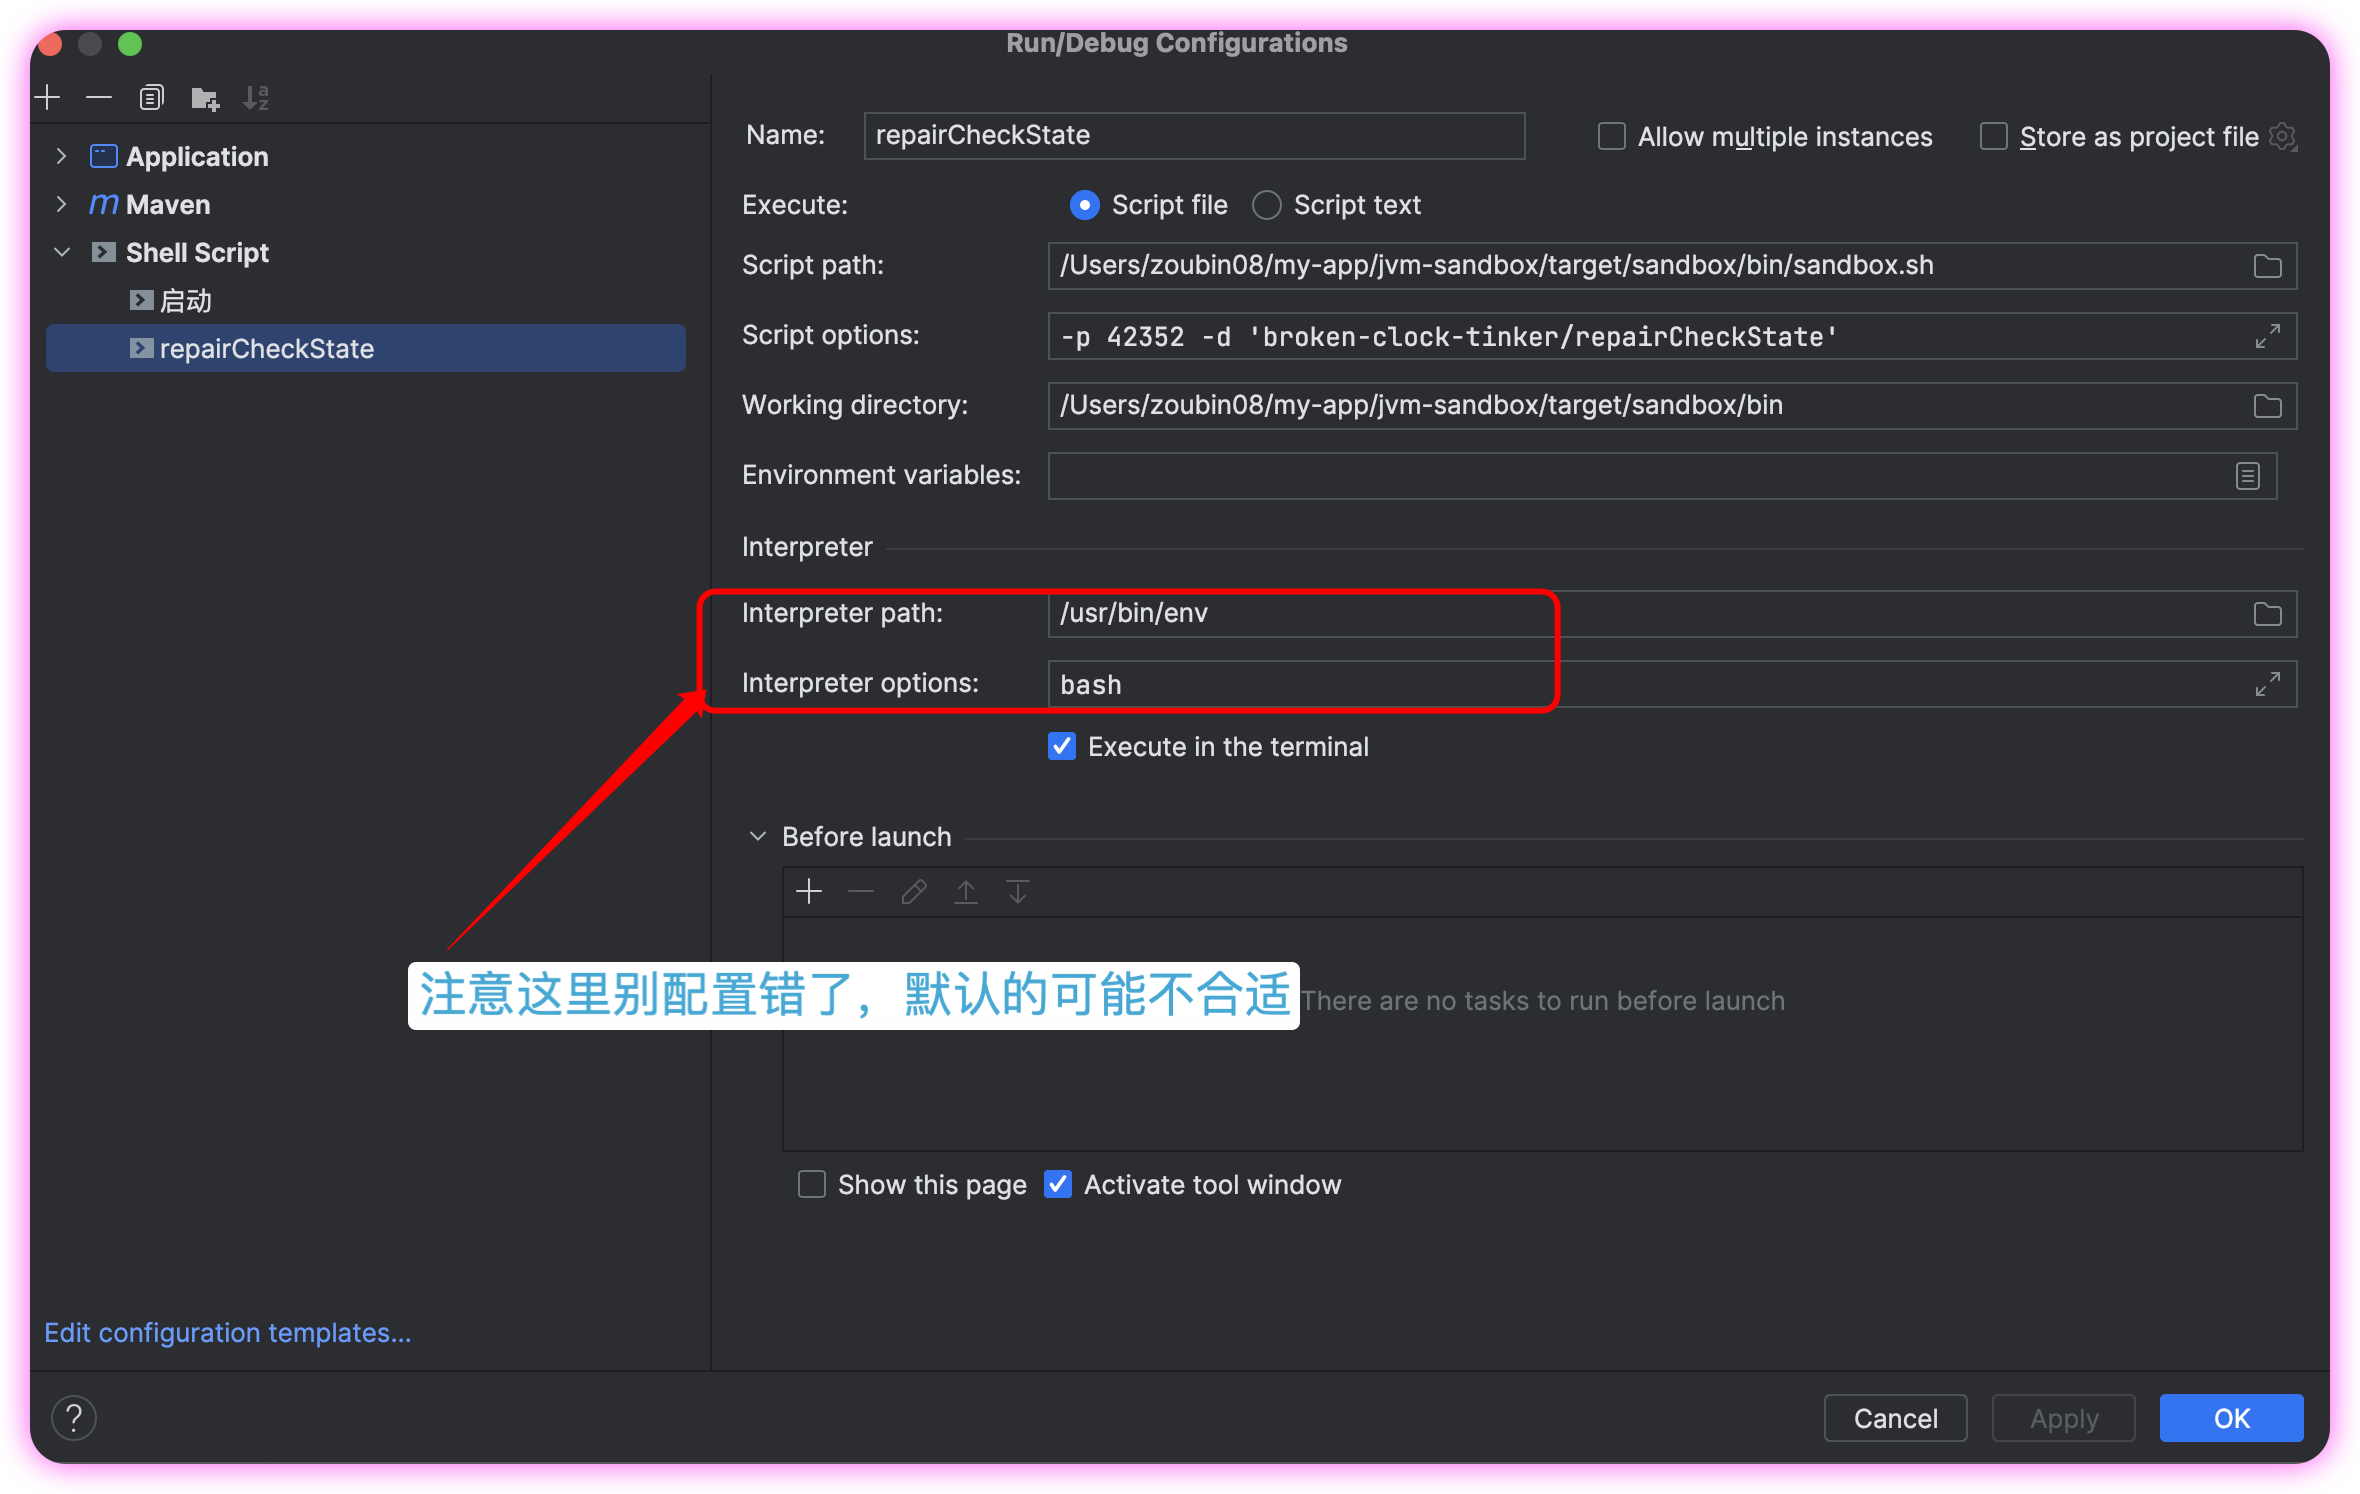 Run/Debug Configurations
Application
Maven
Shell Script
启动
repairCheckState
Edit configuration templates...
Name:
repairCheckState
Allow multiple instances
Store as project file
Execute:
Script file
Script text
Script path:
/Users/zoubin08/my-app/jvm-sandbox/target/sandbox/bin/sandbox.sh
Script options:
-p 42352 -d 'broken-clock-tinker/repairCheckState'
Working directory:
/Users/zoubin08/my-app/jvm-sandbox/target/sandbox/bin
Environment variables:
Interpreter
Interpreter path:
/usr/bin/env
Interpreter options:
bash
Execute in the terminal
Before launch
注意这里别配置错了，默认的可能不合适
There are no tasks to run before launch
Show this page
Activate tool window
?
Cancel
Apply
OK